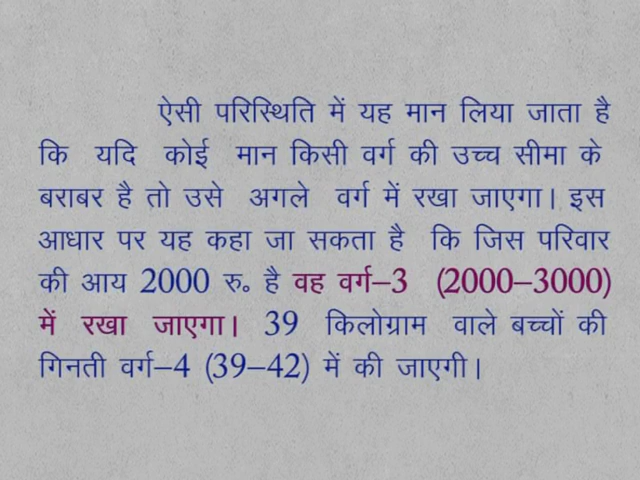 ऐसी परिस्थिति में यह मान लिया जाता है
कि यदि कोई मान किसी वर्ग की उच्च सीमा के
बराबर है तो उसे अगले वर्ग में रखा जाएगा। इस
आधार पर यह कहा जा सकता है कि जिस परिवार
की आय 2000 रु॰ है वह वर्ग–3 (2000–3000)
में रखा जाएगा। 39 किलोग्राम वाले बच्चों की
गिनती वर्ग–4 (39–42) में की जाएगी।